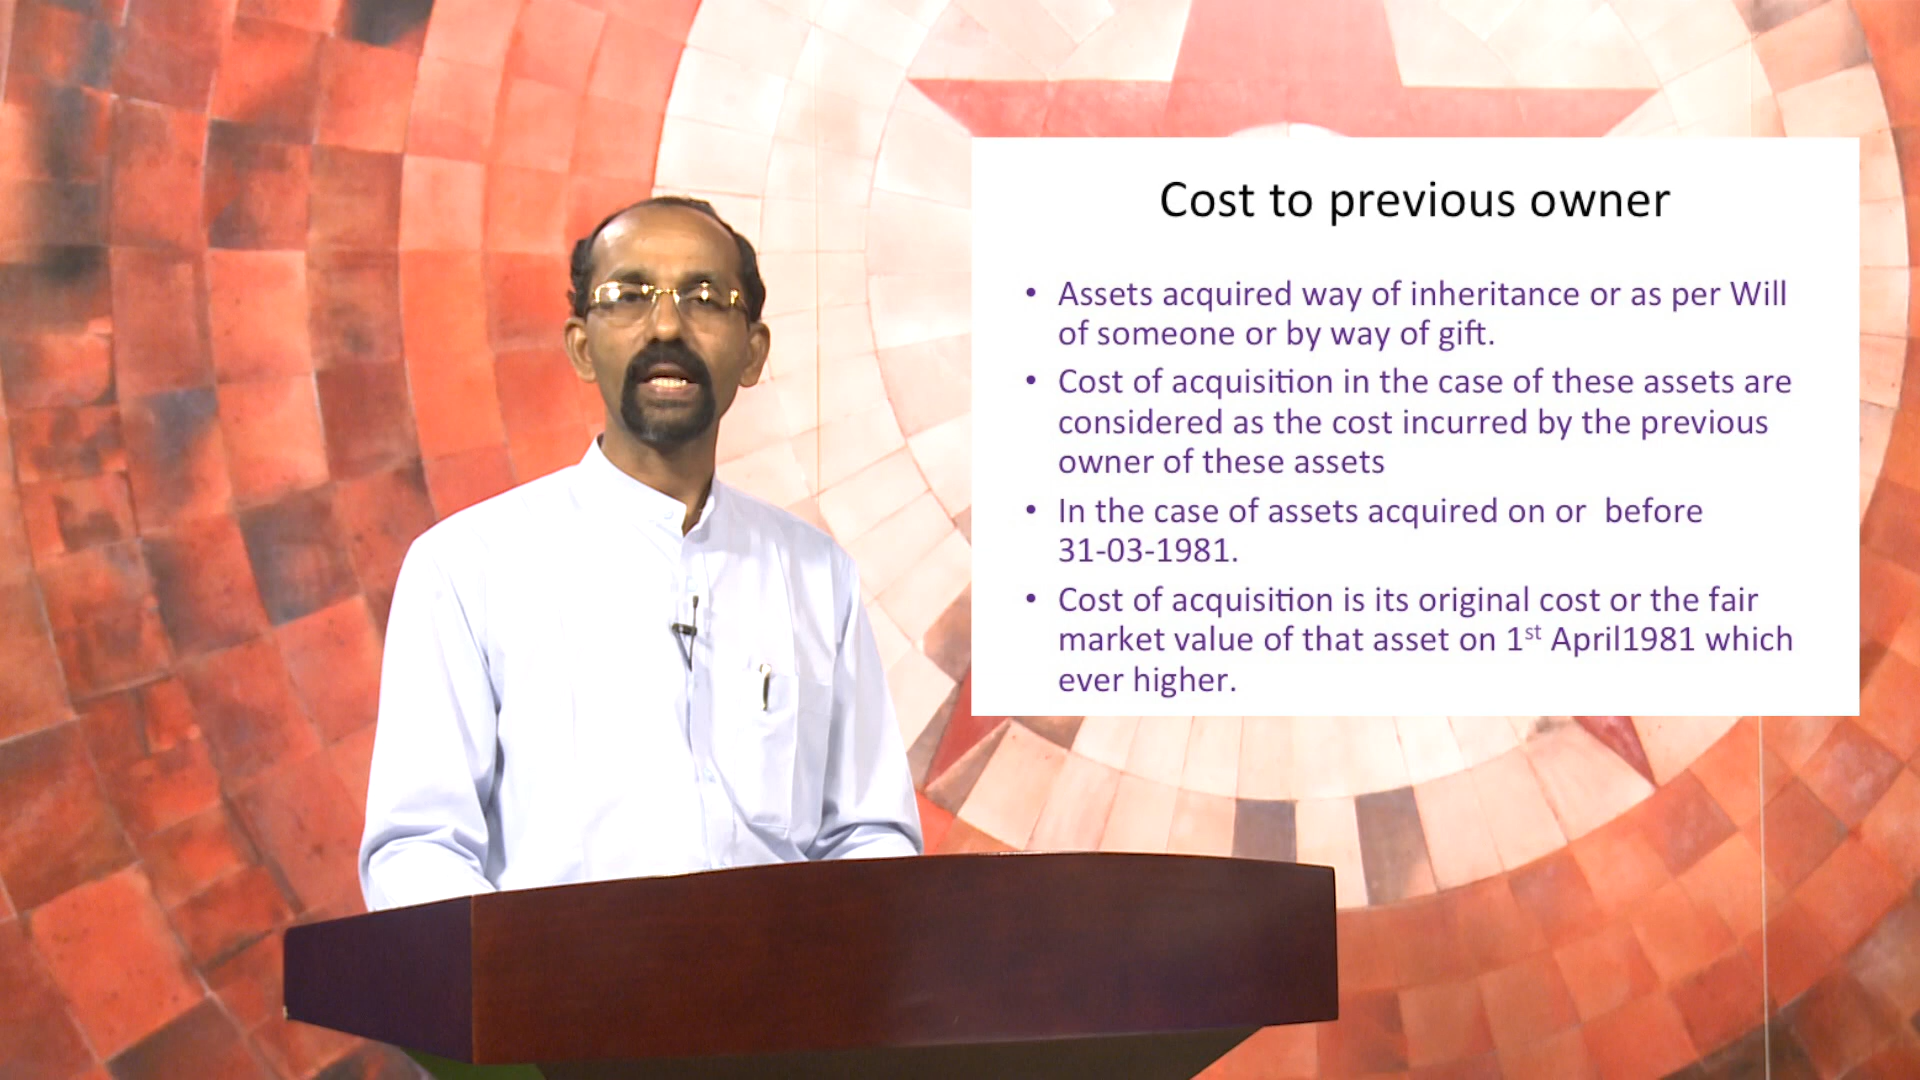 Cost to previous owner
• Assets acquired way of inheritance or as per Will
of someone or by way of gift.
• Cost of acquisition in the case of these assets are
considered as the cost incurred by the previous
owner of these assets
• In the case of assets acquired on or  before
31-03-1981.
• Cost of acquisition is its original cost or the fair
market value of that asset on 1st April1981 which
ever higher.